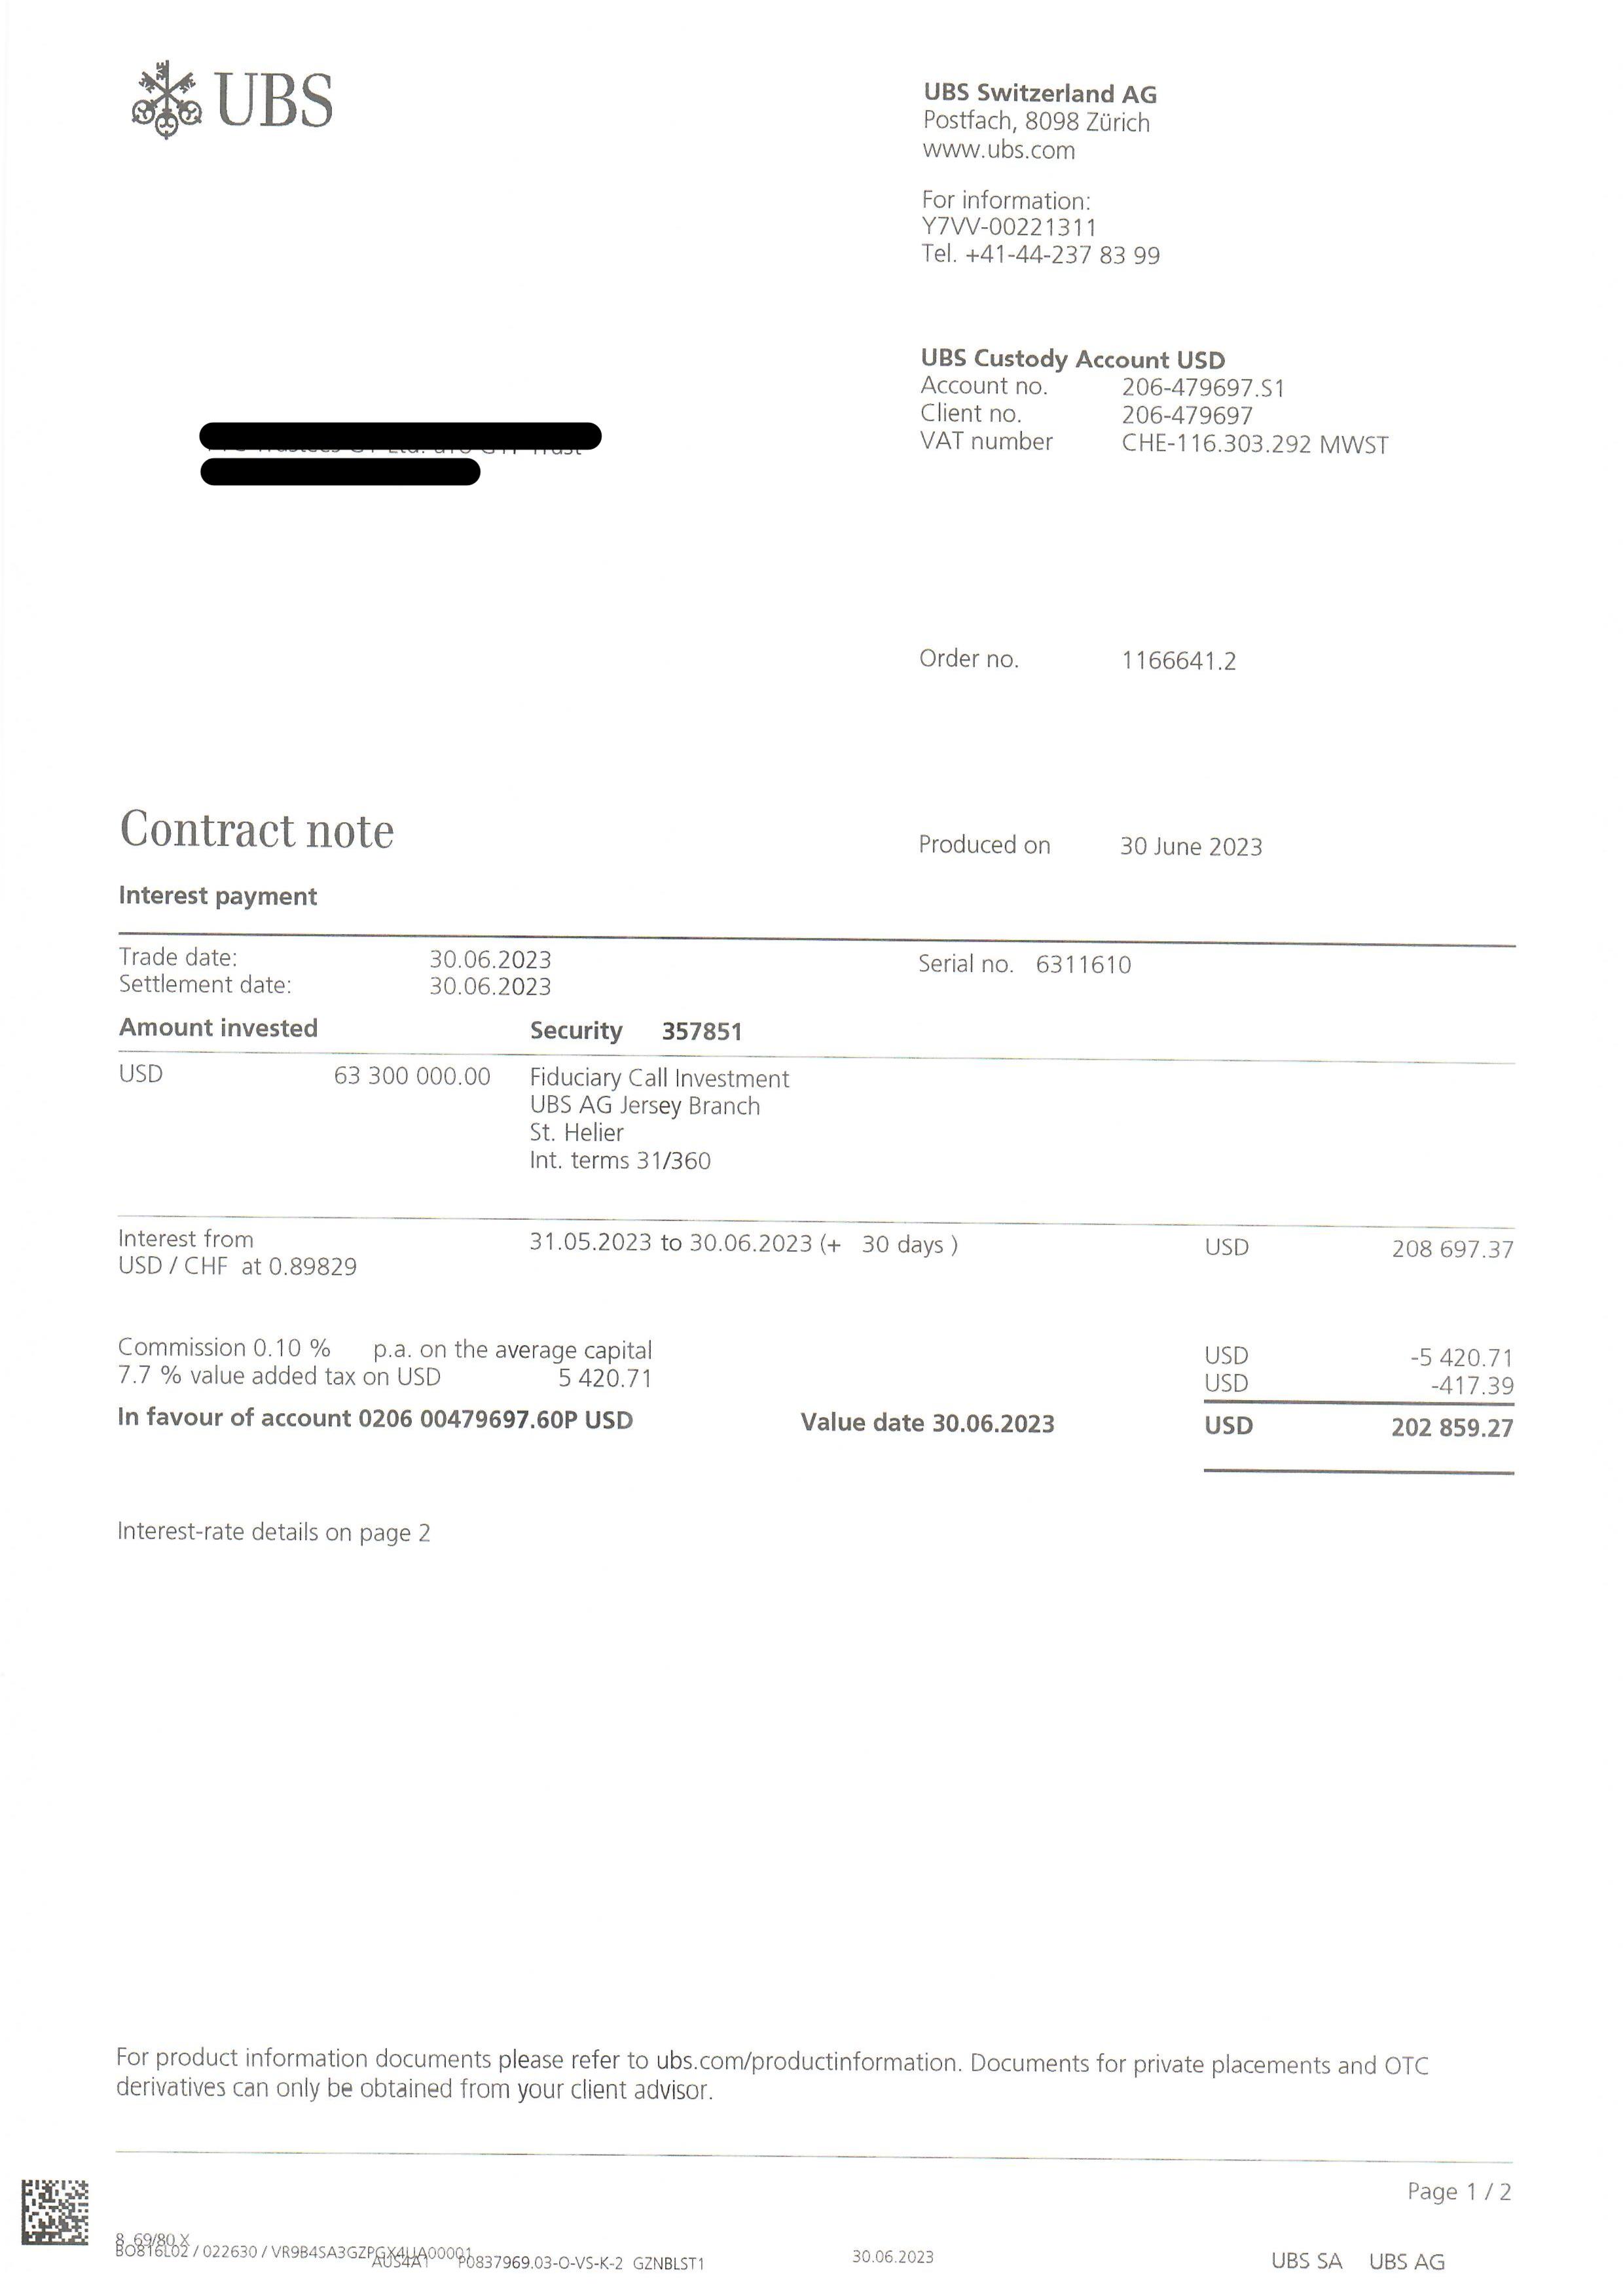 UBS
UBS Switzerland AG
Postfach, 8098 Zürich
www.ubs.com
For information:
Y7VV-00221311
Tel. +41-44-237 83 99
UBS Custody Account USD
Account no. 206-479697.S1
Client no. 206-479697
VAT number CHE-116.303.292 MWST
Order no. 1166641.2
Contract note
Produced on 30 June 2023
Interest payment
Trade date: 30.06.2023 Serial no. 6311610
Settlement date: 30.06.2023
Amount invested Security 357851
USD 63 300 000.00 Fiduciary Call Investment
UBS AG Jersey Branch
St. Helier
Int. terms 31/360
Interest from 31.05.2023 to 30.06.2023 (+ 30 days ) USD 208 697.37
USD / CHF at 0.89829
Commission 0.10 % p.a. on the average capital USD -5 420.71
7.7 % value added tax on USD 5 420.71 USD -417.39
In favour of account 0206 00479697.60P USD Value date 30.06.2023 USD 202 859.27
Interest-rate details on page 2
For product information documents please refer to ubs.com/productinformation. Documents for private placements and OTC
derivatives can only be obtained from your client advisor.
Page 1 / 2
8 69/80 X
BO816L02 / 022630 / VR9B4SA3GZPGX4UA00001
AUS4A1 P0837969.03-O-VS-K-2 GZNBLST1 30.06.2023 UBS SA UBS AG